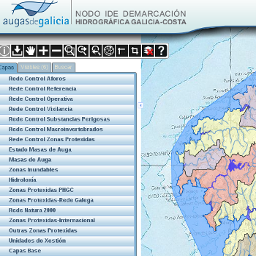 augasdegalicia
NODO IDE DEMARCACIÓN
HIDROGRÁFICA GALICIA-COSTA
Capas
Buscar
Rede Control Aforos
Rede Control Referencia
Rede Control Operativa
Rede Control Vixilancia
Rede Control Substancias Perigosas
Rede Control Macroinvertebrados
Rede Control Zonas Protexidas
Estado Masas de Auga
Masas de Auga
Zonas Inundables
Hidroloxía
Zonas Protexidas PHGC
Zonas Protexidas-Rede Galega
Rede Natura 2000
Zonas Protexidas-Internacional
Outras Zonas Protexidas
Unidades de Xestión
Capas Base